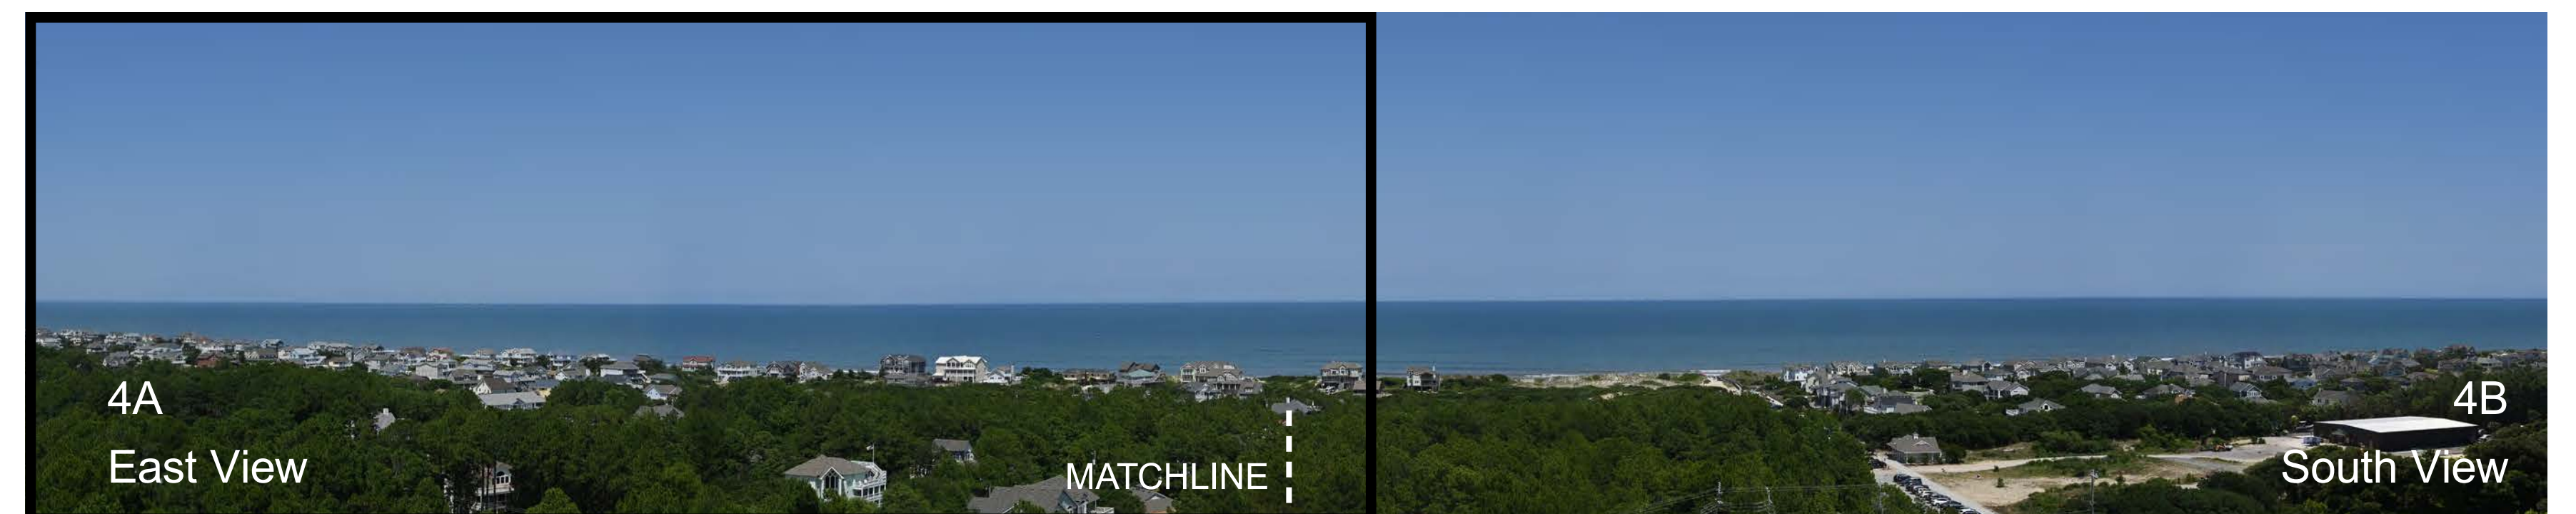 4A
East View
MATCHLINE
4B
South View